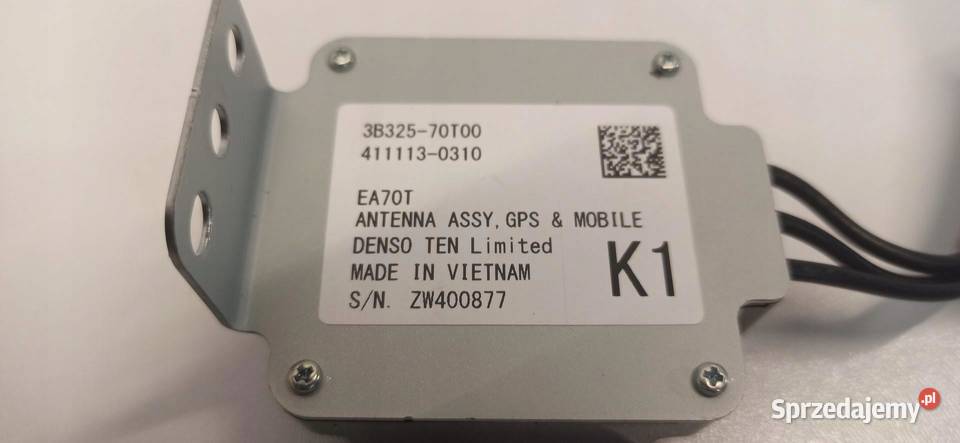 3B325-70T00
411113-0310
EA70T
ANTENNA ASSY,GPS & MOBILE
DENSO TEN Limited
MADE IN VIETNAM
S/N. ZW400877
K1
Sprzedajemy.pl